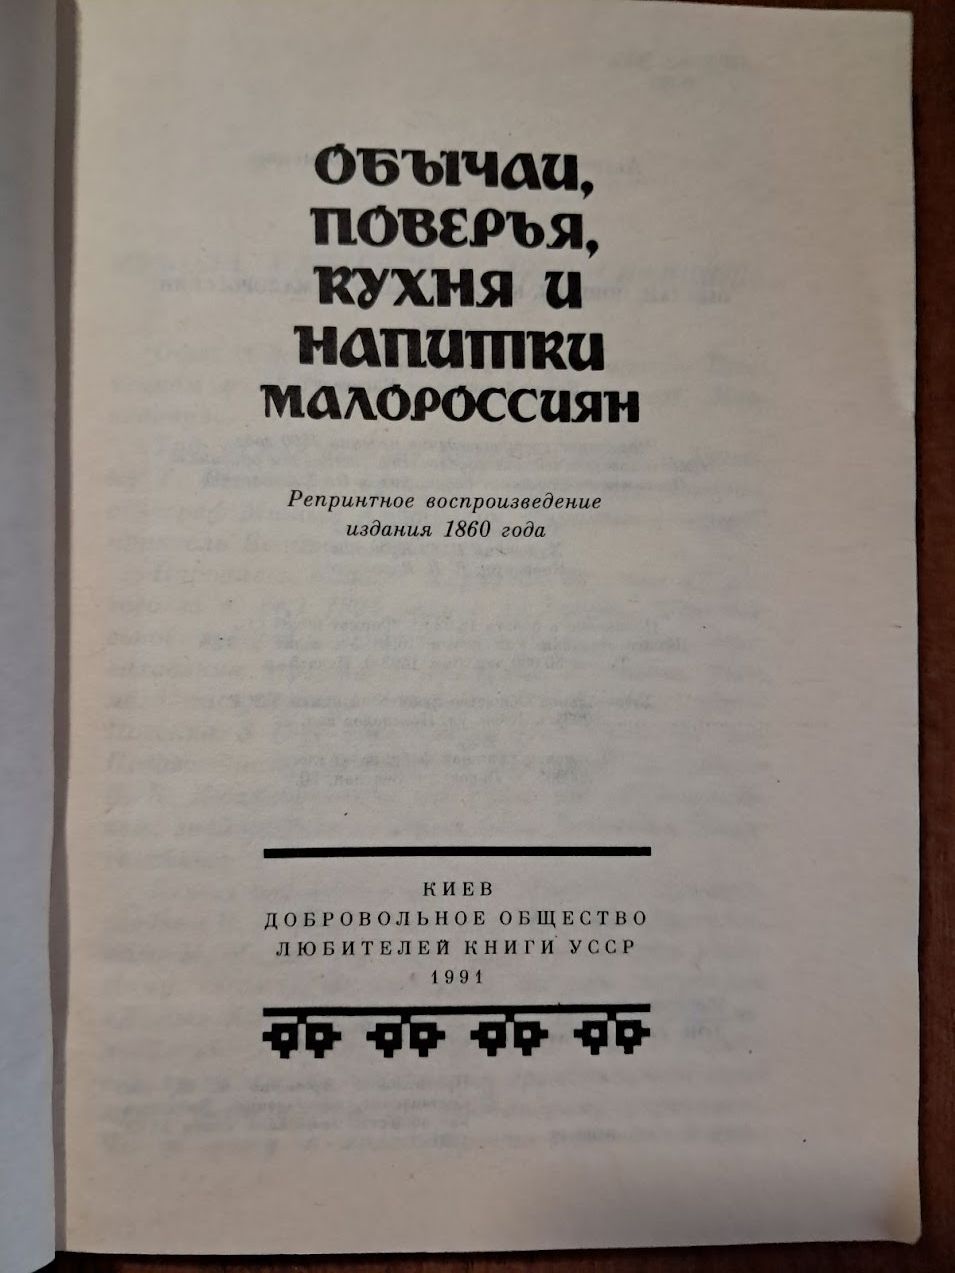 ОБЫЧАИ,
ПОВЕРЬЯ,
КУХНЯ И
НАПИТКИ
МАЛОРОССИЯН
Репринтное воспроизведение
издания 1860 года
КИЕВ
ДОБРОВОЛЬНОЕ ОБЩЕСТВО
ЛЮБИТЕЛЕЙ КНИГИ УССР
1991